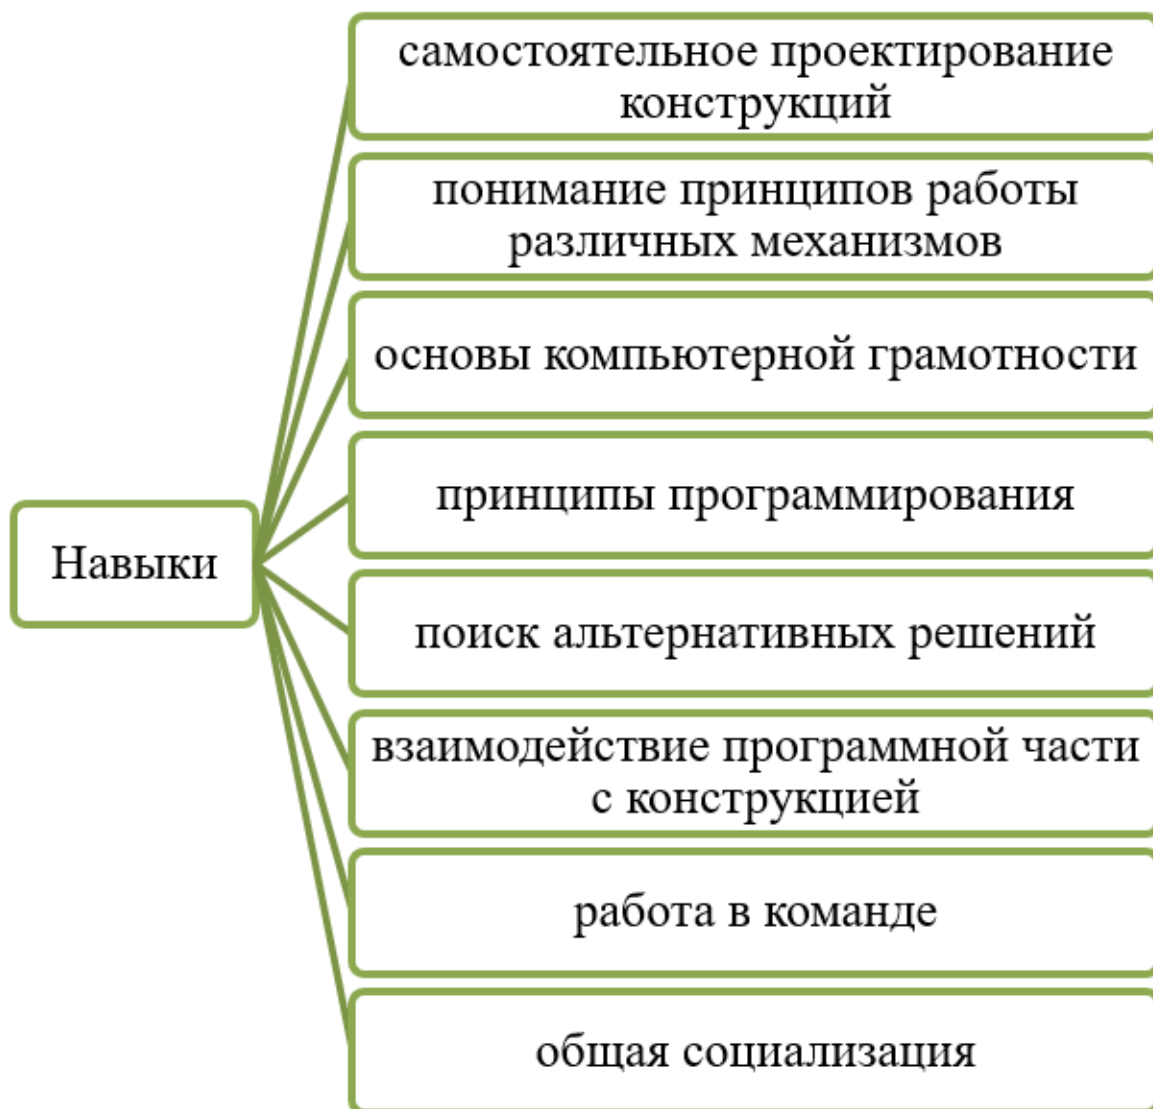 самостоятельное проектирование
конструкций
понимание принципов работы
различных механизмов
основы компьютерной грамотности
принципы программирования
Навыки
поиск альтернативных решений
взаимодействие программной части
с конструкцией
работа в команде
общая социализация